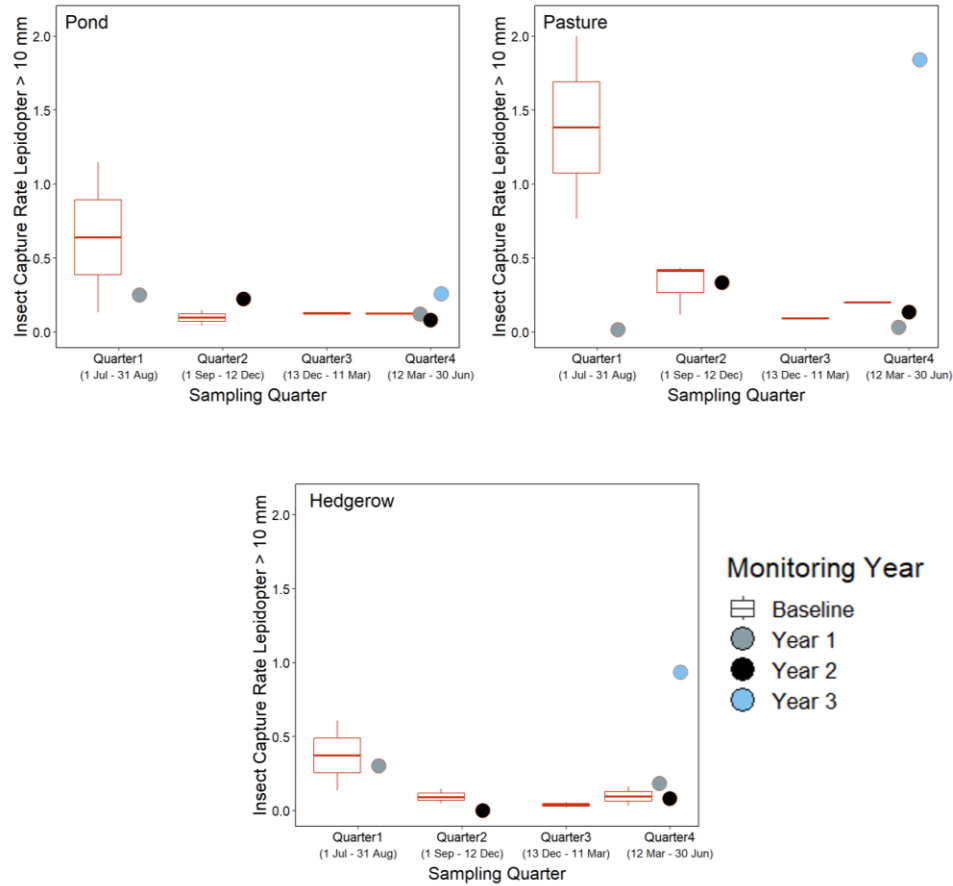 Pond
Insect Capture Rate Lepidopter > 10 mm
2.0
1.5
1.0
0.5
0.0
Quarter1 Quarter2 Quarter3 Quarter4
(1 Jul - 31 Aug) (1 Sep - 12 Dec) (13 Dec - 11 Mar) (12 Mar - 30 Jun)
Sampling Quarter
Pasture
Insect Capture Rate Lepidopter > 10 mm
2.0
1.5
1.0
0.5
0.0
Quarter1 Quarter2 Quarter3 Quarter4
(1 Jul - 31 Aug) (1 Sep - 12 Dec) (13 Dec - 11 Mar) (12 Mar - 30 Jun)
Sampling Quarter
Hedgerow
Insect Capture Rate Lepidopter > 10 mm
2.0
1.5
1.0
0.5
0.0
Quarter1 Quarter2 Quarter3 Quarter4
(1 Jul - 31 Aug) (1 Sep - 12 Dec) (13 Dec - 11 Mar) (12 Mar - 30 Jun)
Sampling Quarter
Monitoring Year
Baseline
Year 1
Year 2
Year 3